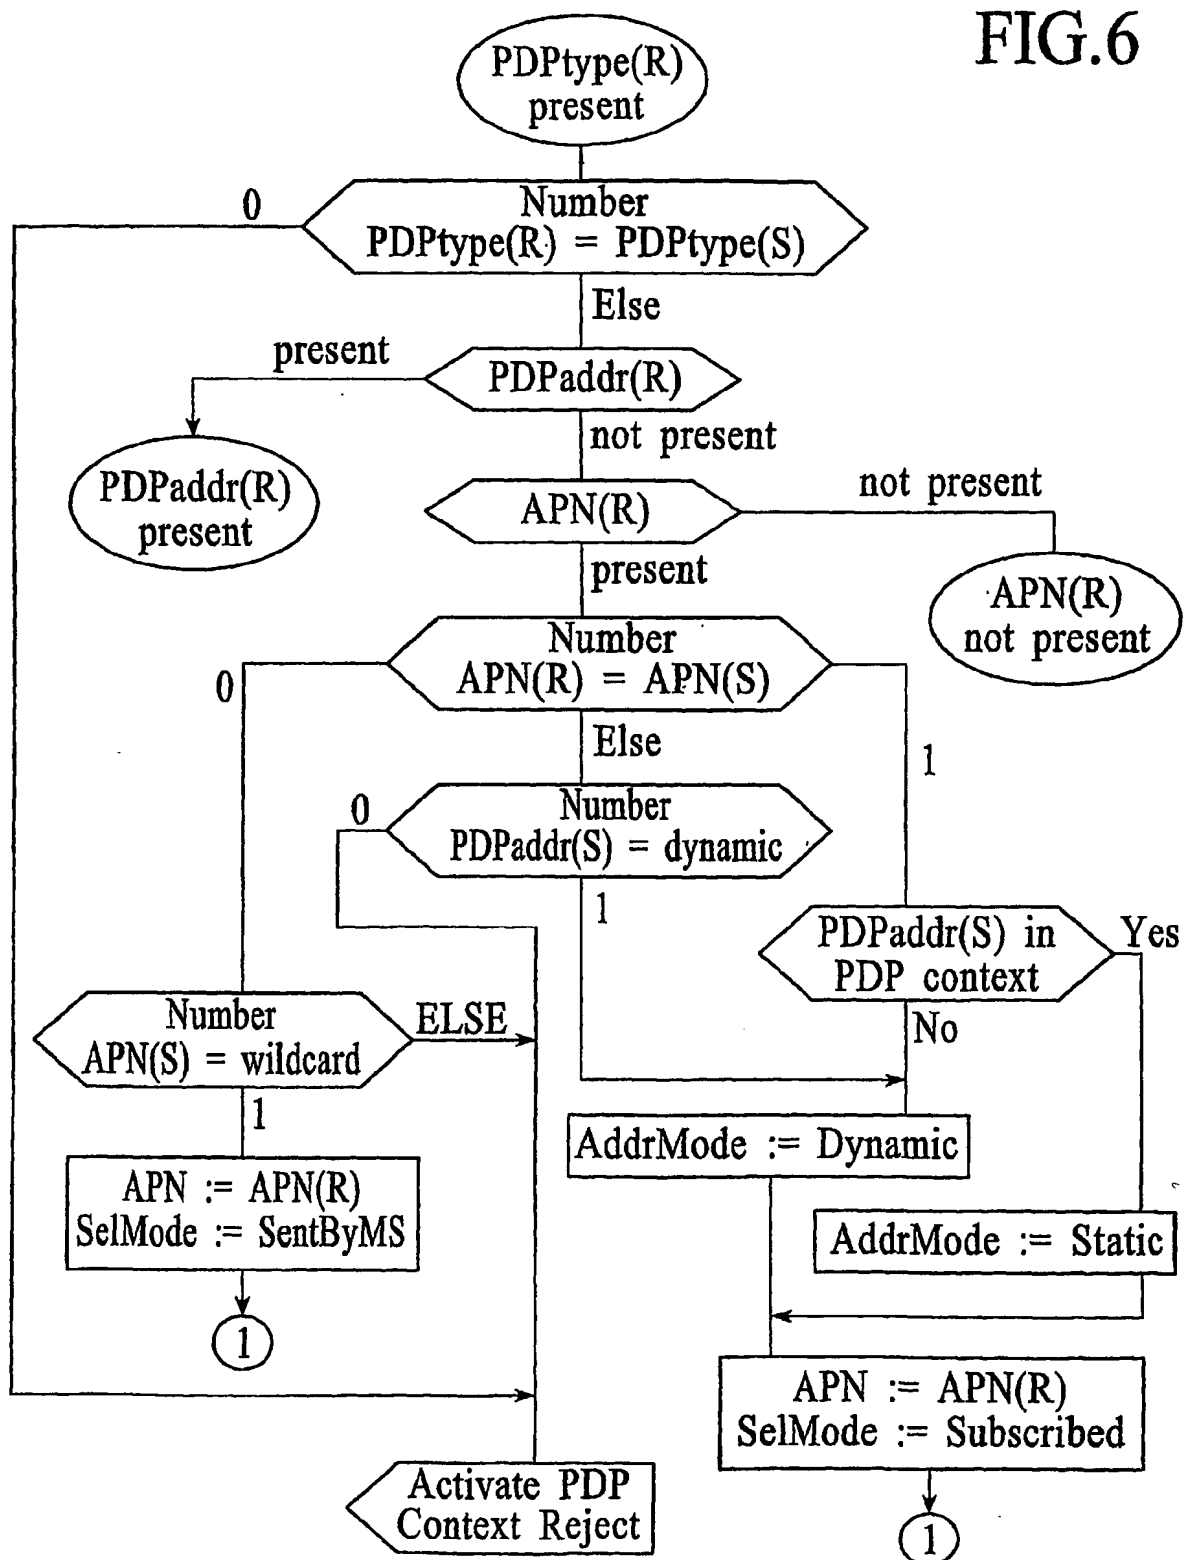 FIG.6
PDPtype(R)
present
0
Number
PDPtype(R) = PDPtype(S)
Else
present
PDPaddr(R)
not present
PDPaddr(R)
present
APN(R)
not present
present
APN(R)
not present
Number
APN(R) = APN(S)
0
Else
1
0
Number
PDPaddr(S) = dynamic
1
PDPaddr(S) in
PDP context
Yes
No
Number
APN(S) = wildcard
ELSE
1
AddrMode := Dynamic
APN := APN(R)
SelMode := SentByMS
AddrMode := Static
1
APN := APN(R)
SelMode := Subscribed
Activate PDP
Context Reject
1